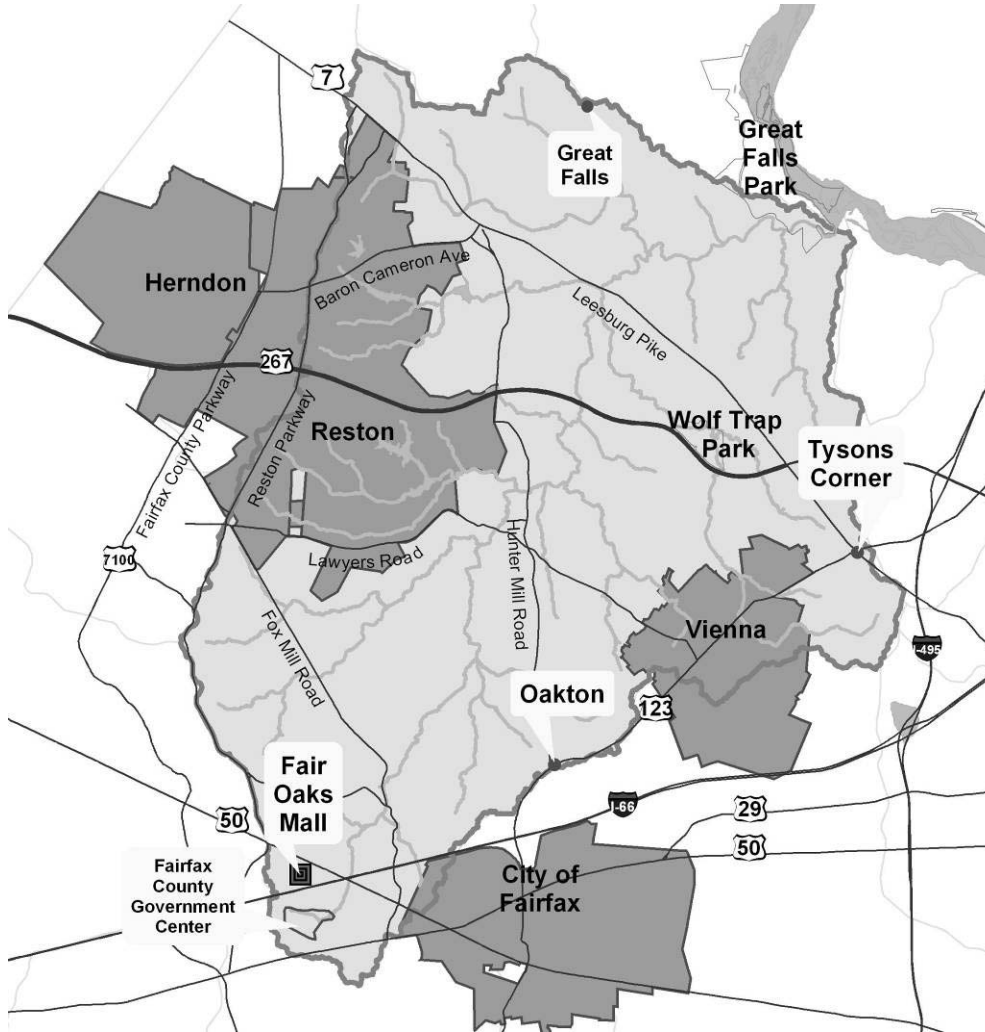 7
Great
Falls
Park
Great
Falls
Herndon
Baron Cameron Ave
Leesburg Pike
267
Fairfax County Parkway
Reston Parkway
Reston
Wolf Trap
Park
Tysons
Corner
7100
Lawyers Road
Hunter Mill Road
Fox Mill Road
Vienna
I-495
Oakton
123
Fair
Oaks
Mall
50
I-66
29
50
Fairfax
County
Government
Center
City of
Fairfax